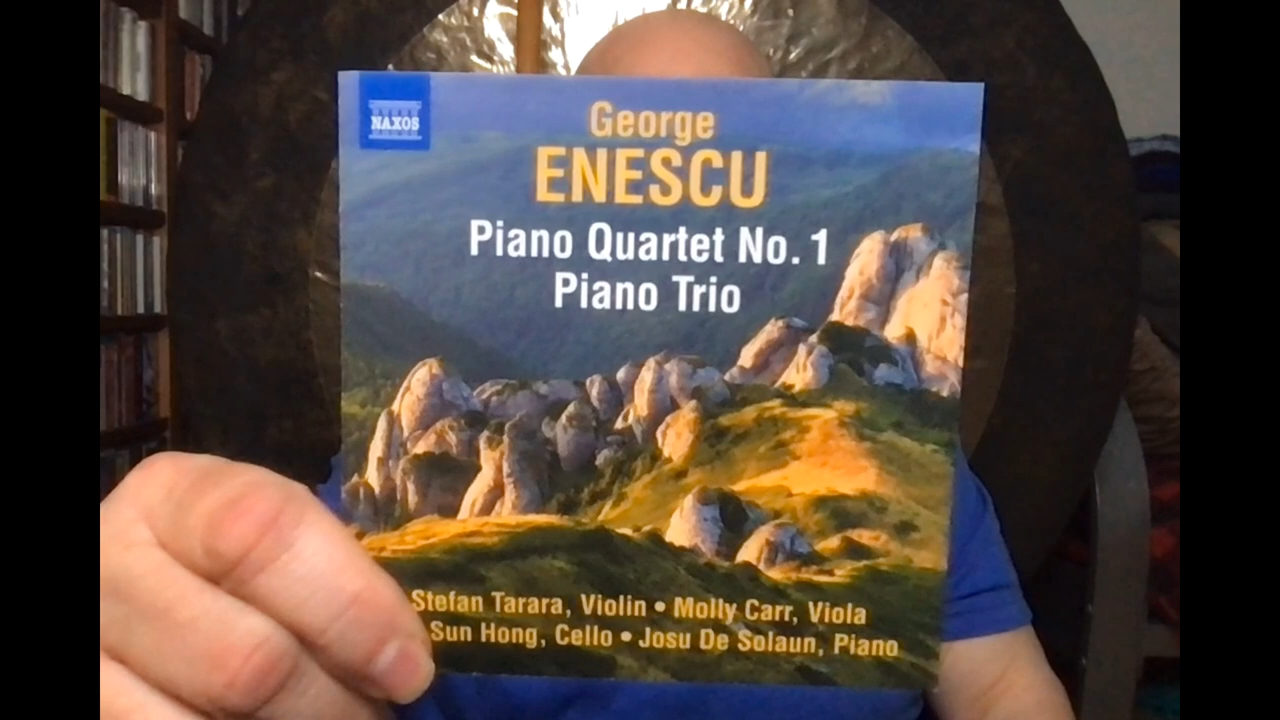 NAXOS
George
ENESCU
Piano Quartet No. 1
Piano Trio
Stefan Tarara, Violin • Molly Carr, Viola
Sun Hong, Cello • Josu De Solaun, Piano